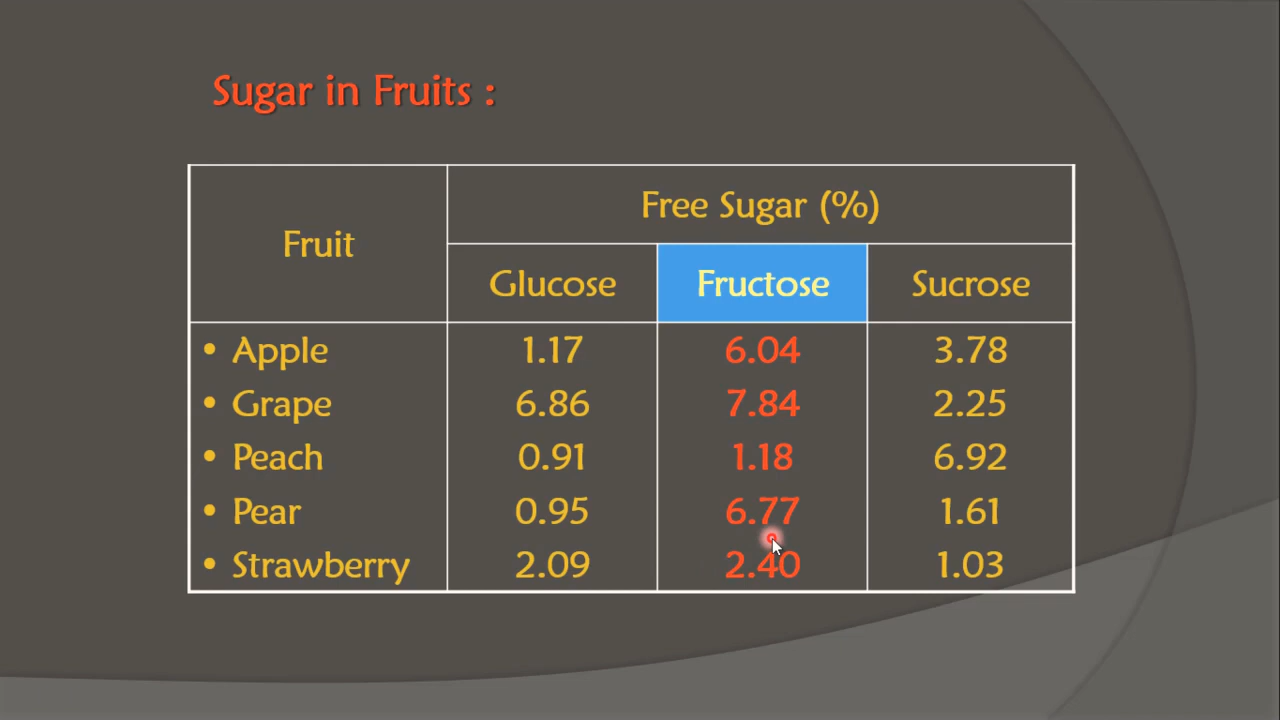 Sugar in Fruits :
Fruit
Free Sugar (%)
Glucose Fructose Sucrose
• Apple 1.17 6.04 3.78
• Grape 6.86 7.84 2.25
• Peach 0.91 1.18 6.92
• Pear 0.95 6.77 1.61
• Strawberry 2.09 2.40 1.03